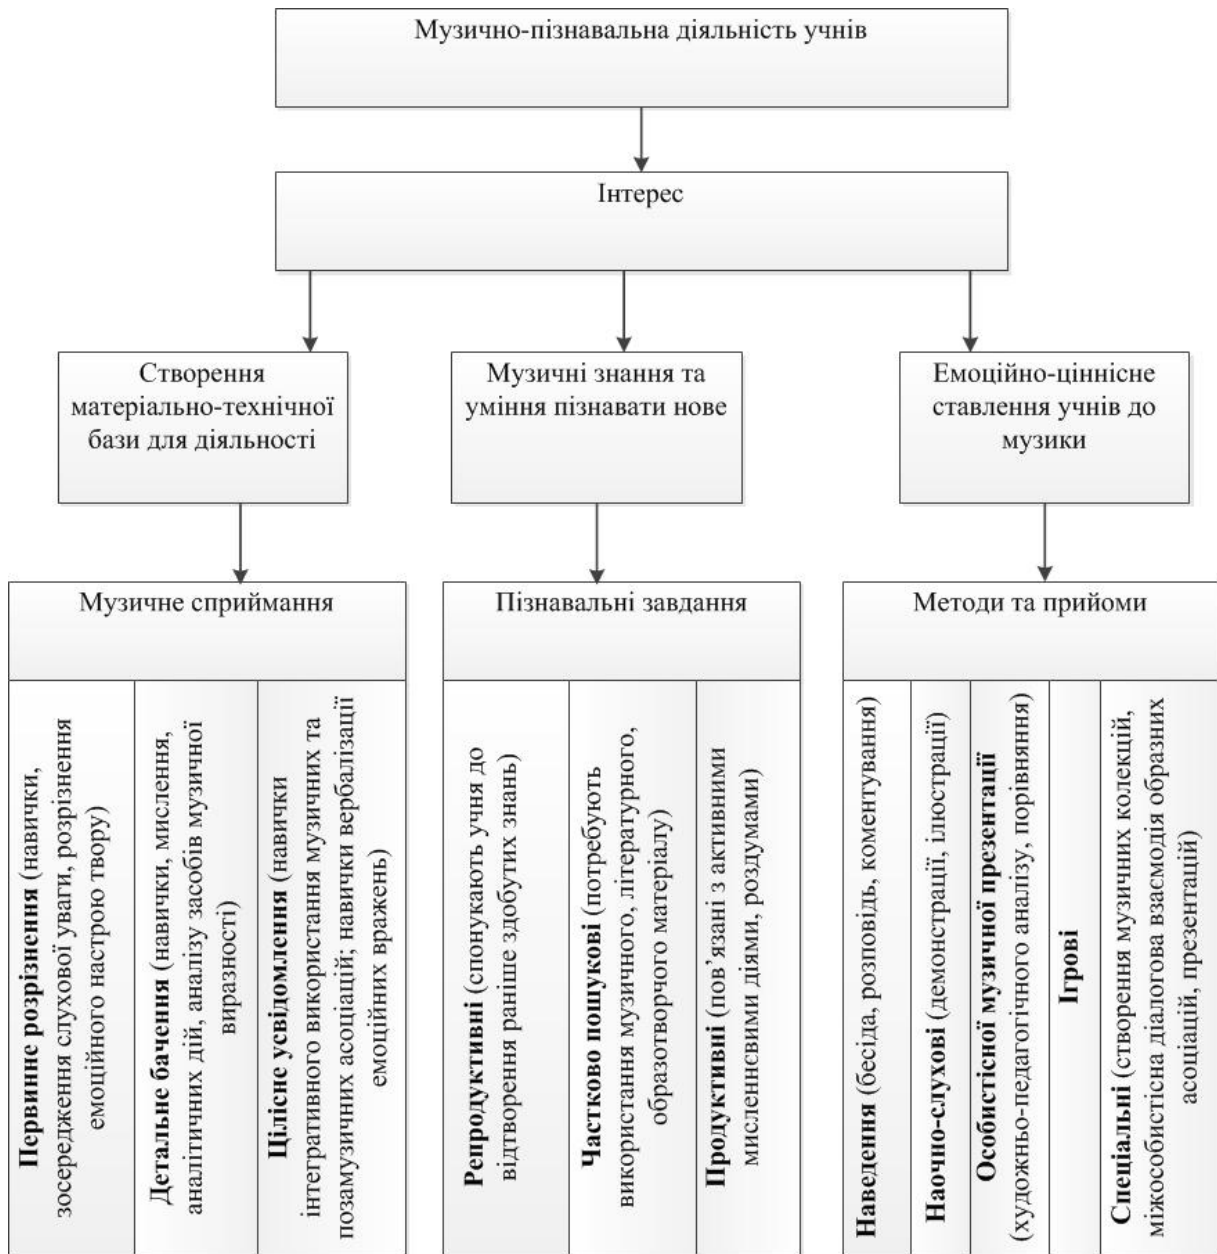 Музично-пізнавальна діяльність учнів
Інтерес
Створення
матеріально-технічної
бази для діяльності
Музичні знання та
уміння пізнавати нове
Емоційно-ціннісне
ставлення учнів до
музики
Музичне сприймання
Пізнавальні завдання
Методи та прийоми
Первинне розрізнення (навички,
зосередження слухової уваги, розрізнення
емоційного настрою твору)
Детальне бачення (навички, мислення,
аналітичних дій, аналізу засобів музичної
виразності)
Цілісне усвідомлення (навички
інтегративного використання музичних та
позамузичних асоціацій; навички вербалізації
емоційних вражень)
Репродуктивні (спонукають учня до
відтворення раніше здобутих знань)
Частково пошукові (потребують
використання музичного, літературного,
образотворчого матеріалу)
Продуктивні (пов’язані з активними
мисленнєвими діями, роздумами)
Наведення (бесіда, розповідь, коментування)
Наочно-слухові (демонстрації, ілюстрації)
Особистісної музичної презентації
(художньо-педагогічного аналізу, порівняння)
Ігрові
Спеціальні (створення музичних колекцій,
міжособистісна діалогова взаємодія образних
асоціацій, презентацій)